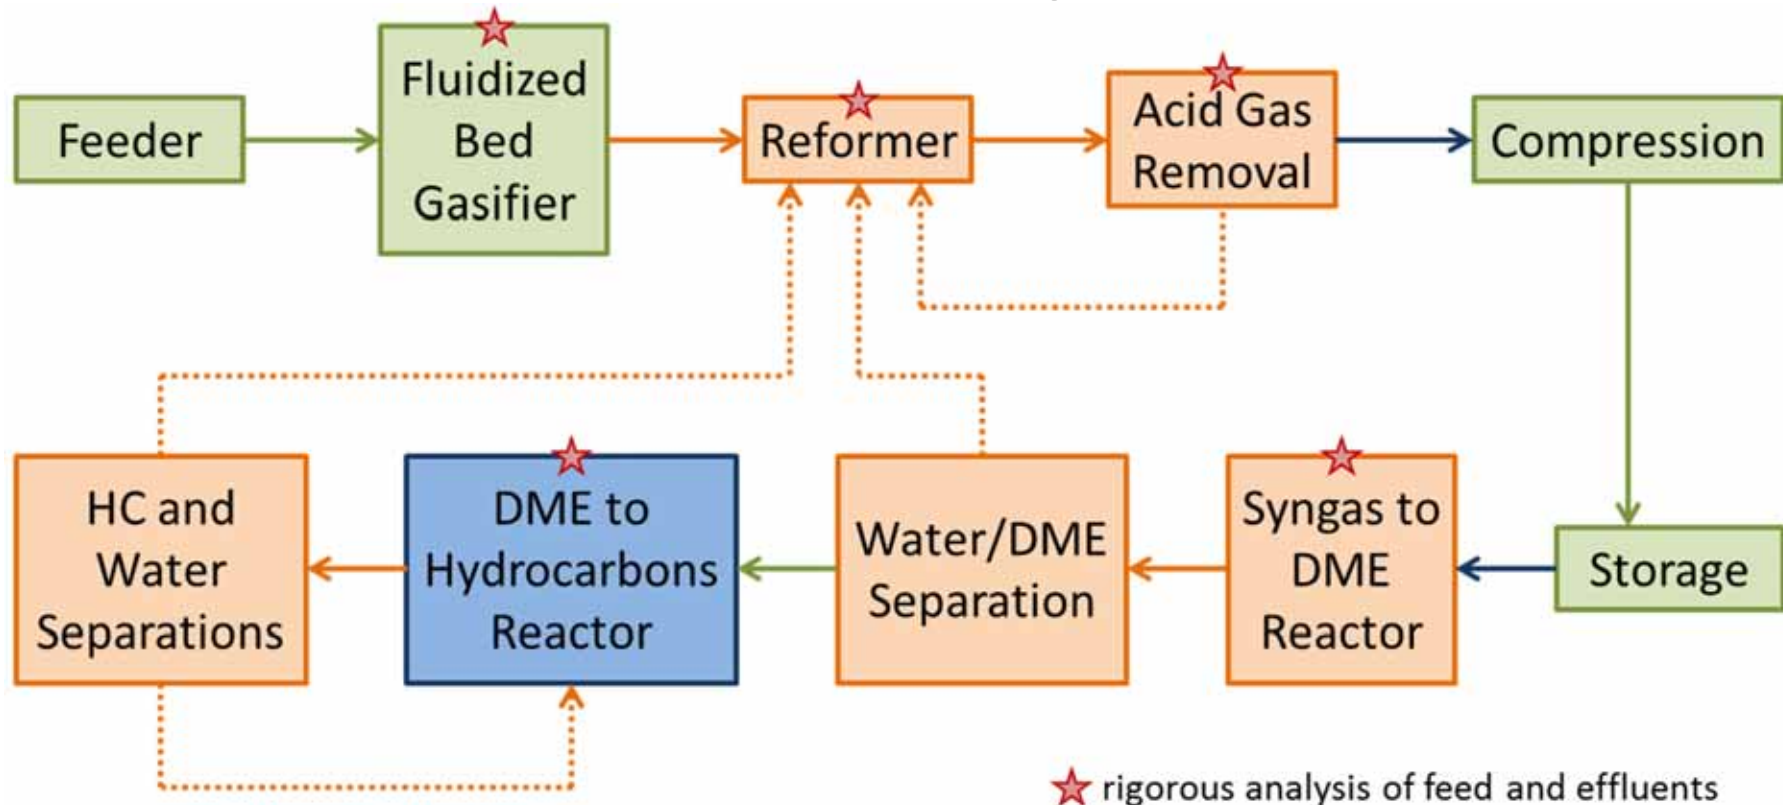 Feeder
Fluidized
Bed
Gasifier
Reformer
Acid Gas
Removal
Compression
HC and
Water
Separations
DME to
Hydrocarbons
Reactor
Water/DME
Separation
Syngas to
DME
Reactor
Storage
rigorous analysis of feed and effluents